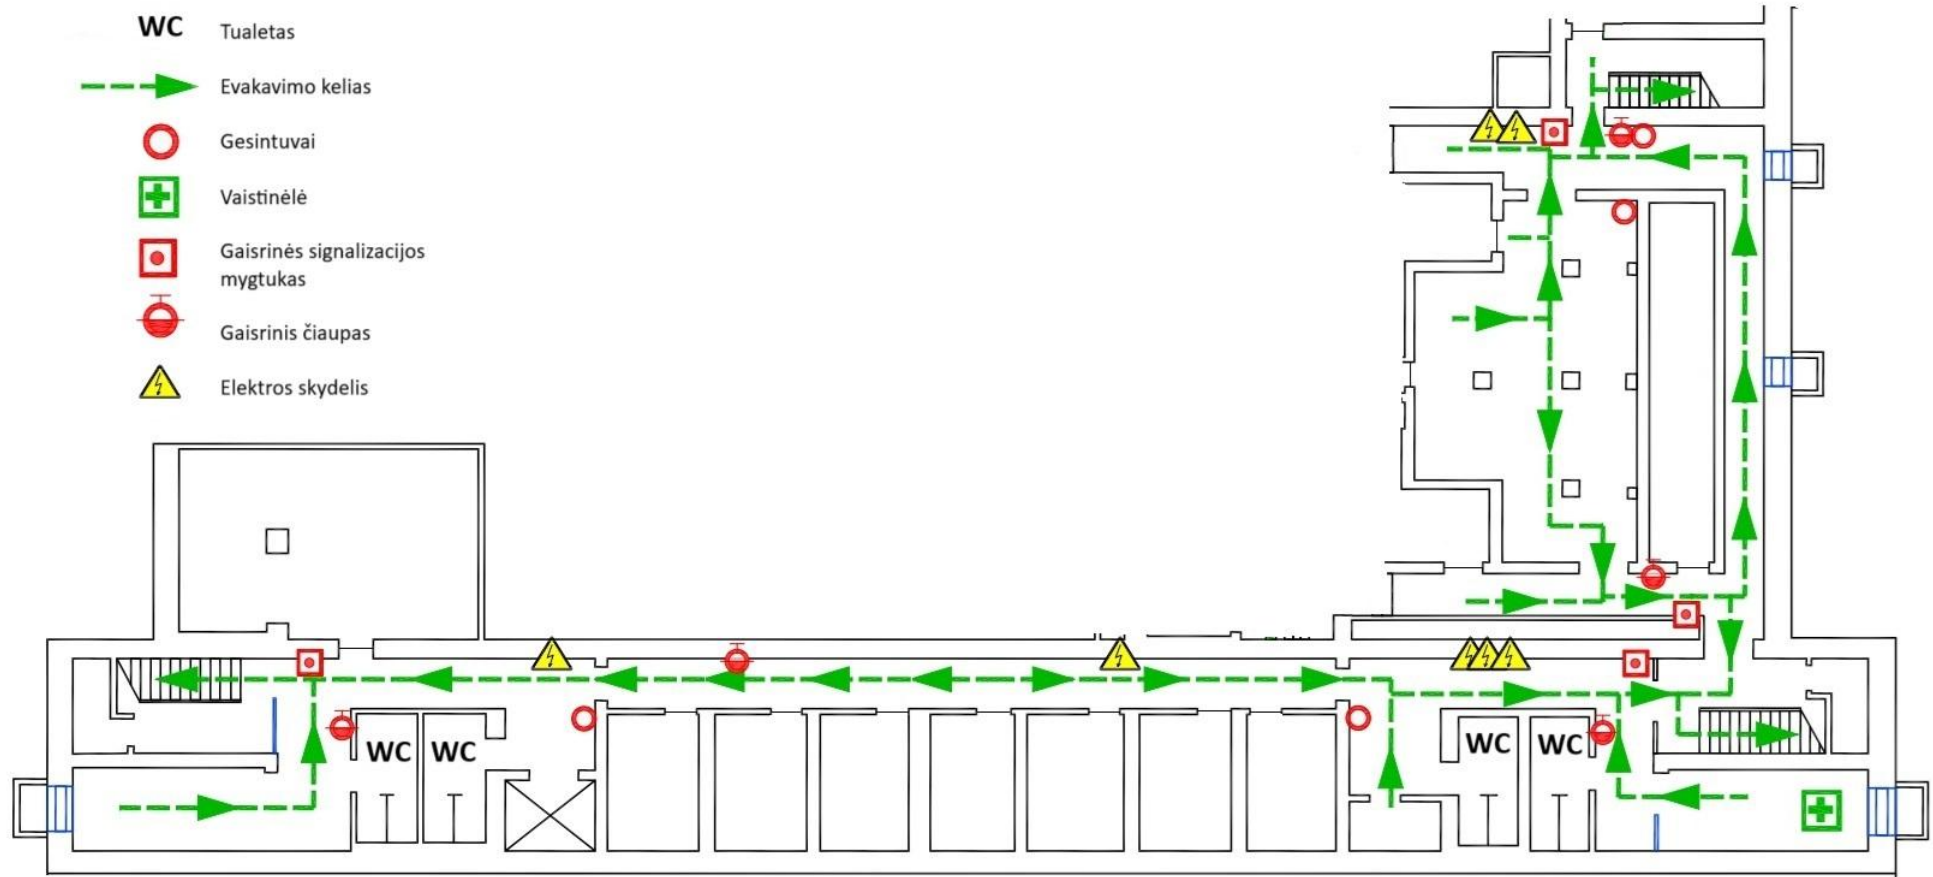 WC Tualetas
Evakavimo kelias
Gesintuvai
Vaistinėlė
Gaisrinės signalizacijos
mygtukas
Gaisrinis čiaupas
Elektros skydelis
WC WC
WC WC